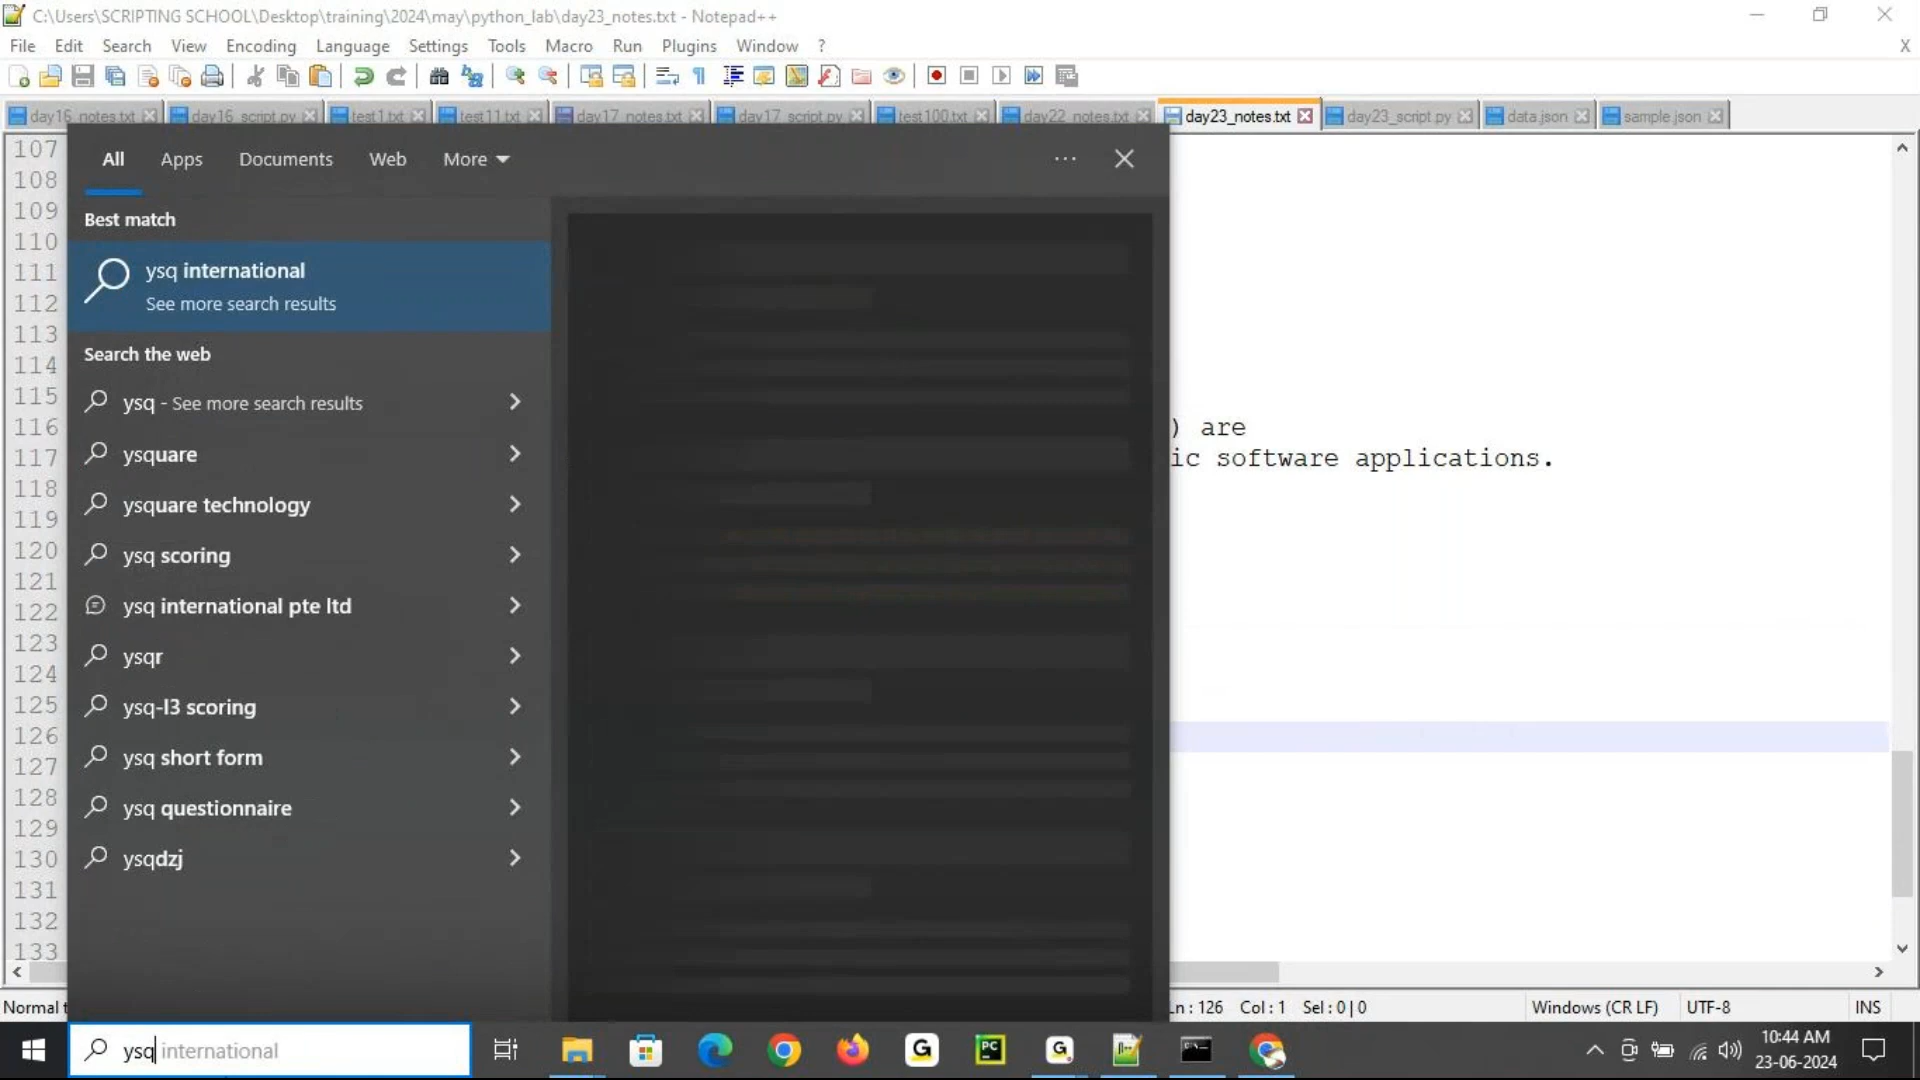 C:\Users\SCRIPTING SCHOOL\Desktop\training\2024\may\python_lab\day23_notes.txt - Notepad++
File Edit Search View Encoding Language Settings Tools Macro Run Plugins Window ? X
day16_notes.txt day16_script.py test1.txt test11.txt day17_notes.txt day17_script.py test100.txt day22_notes.txt day23_notes.txt day23_script.py data.json sample.json
107
108
109
110
111
112
113
114
115
116
117
118
119
120
121
122
123
124
125
126
127
128
129
130
131
132
133
All Apps Documents Web More
Best match
ysq international
See more search results
Search the web
ysq - See more search results
ysquare
ysquare technology
ysq scoring
ysq international pte ltd
ysqr
ysq-l3 scoring
ysq short form
ysq questionnaire
ysqdzj
) are
ic software applications.
Normal t
Ln : 126 Col : 1 Sel : 0 | 0 Windows (CR LF) UTF-8 INS
ysq international
10:44 AM
23-06-2024